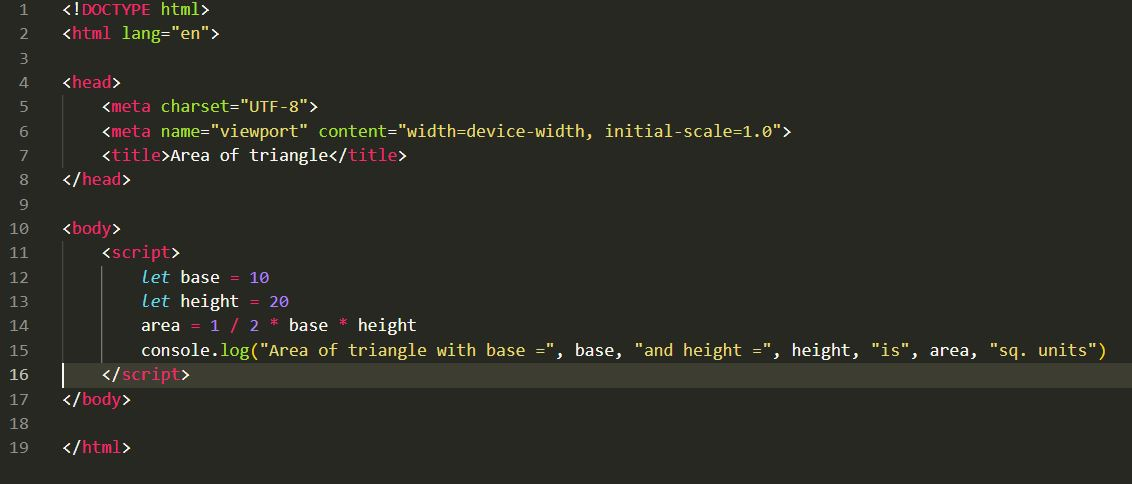 1 <!DOCTYPE html>
2 <html lang="en">
3
4 <head>
5     <meta charset="UTF-8">
6     <meta name="viewport" content="width=device-width, initial-scale=1.0">
7     <title>Area of triangle</title>
8 </head>
9
10 <body>
11     <script>
12         let base = 10
13         let height = 20
14         area = 1 / 2 * base * height
15         console.log("Area of triangle with base =", base, "and height =", height, "is", area, "sq. units")
16     </script>
17 </body>
18
19 </html>